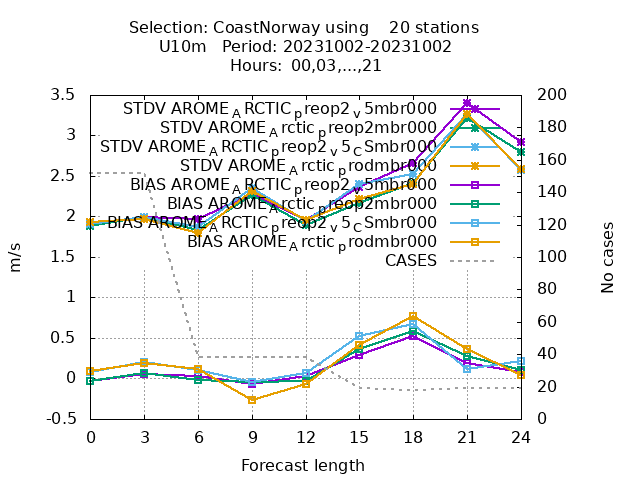 Selection: CoastNorway using    20 stations
U10m   Period: 20231002-20231002
Hours: 00,03,...,21
STDV AROME_ARCTIC_preop2_v5mbr000
STDV AROME_Arctic_preop2mbr000
STDV AROME_ARCTIC_preop2_v5_CSmbr000
STDV AROME_Arctic_prodmbr000
BIAS AROME_ARCTIC_preop2_v5mbr000
BIAS AROME_Arctic_preop2mbr000
BIAS AROME_ARCTIC_preop2_v5_CSmbr000
BIAS AROME_Arctic_prodmbr000
CASES
3.5
3
2.5
2
1.5
1
0.5
0
-0.5
m/s
200
180
160
140
120
100
80
60
40
20
0
No cases
0 3 6 9 12 15 18 21 24
Forecast length